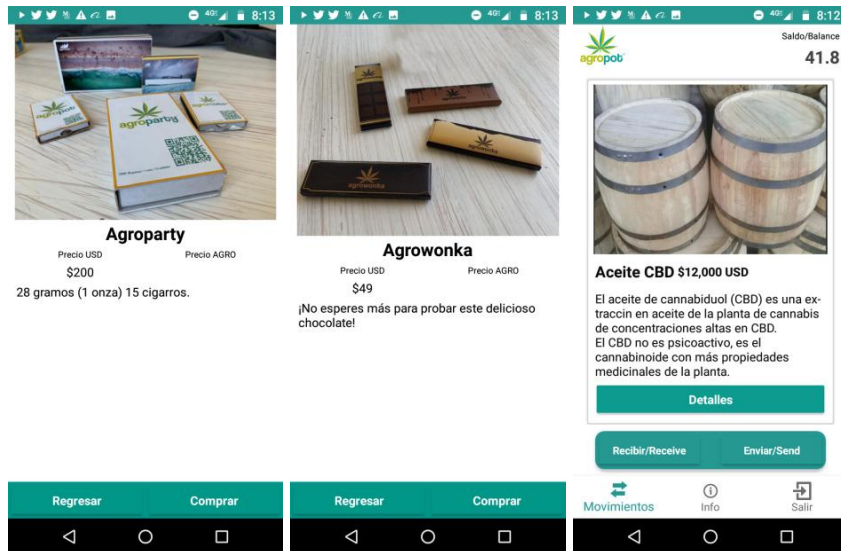 4G 8:13
agropot
agroparty
Agroparty
Precio USD
Precio AGRO
$200
28 gramos (1 onza) 15 cigarros.
Regresar
Comprar
4G 8:13
agrowonka
Agrowonka
Precio USD
Precio AGRO
$49
¡No esperes más para probar este delicioso
chocolate!
Regresar
Comprar
4G 8:12
agropot
Saldo/Balance
41.8
Aceite CBD $12,000 USD
El aceite de cannabiduol (CBD) es una ex-
traccin en aceite de la planta de cannabis
de concentraciones altas en CBD.
El CBD no es psicoactivo, es el
cannabinoide con más propiedades
medicinales de la planta.
Detalles
Recibir/Receive
Enviar/Send
Movimientos
Info
Salir